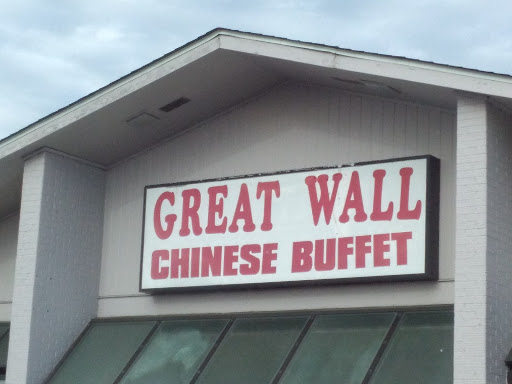 GREAT WALL
CHINESE BUFFET